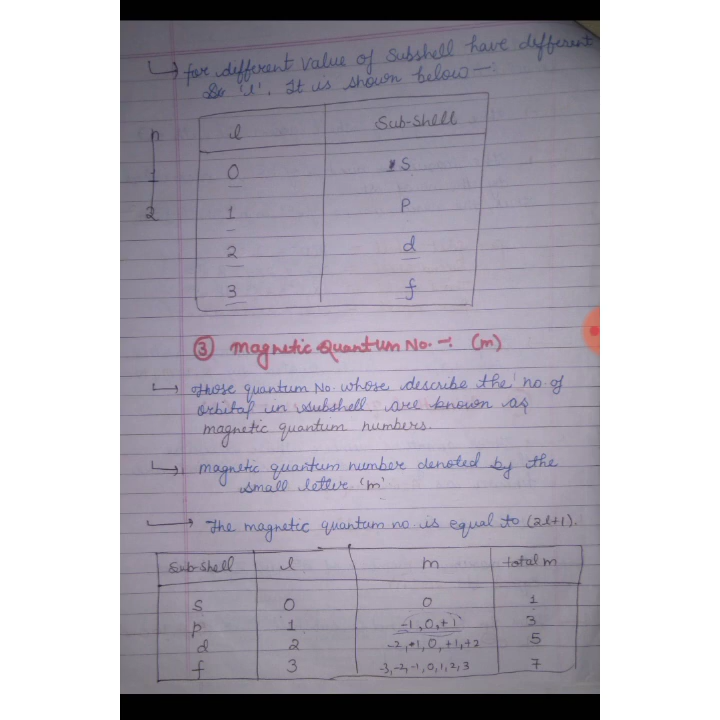 ↳ for different value of subshell have different
'l'. It is shown below -:
n
1
2
l Sub-Shell
0 S
1 P
2 d
3 f
③ Magnetic Quantum No. -: (m)
↳ Those quantum No. whose describe the no. of
orbital in subshell are known as
magnetic quantum numbers.
↳ magnetic quantum number denoted by the
small letter 'm'
↳ The magnetic quantum no. is equal to (2l+1).
Sub-Shell l m total m
S 0 0 1
p 1 -1, 0, +1 3
d 2 -2, -1, 0, +1, +2 5
f 3 -3, -2, -1, 0, 1, 2, 3 7